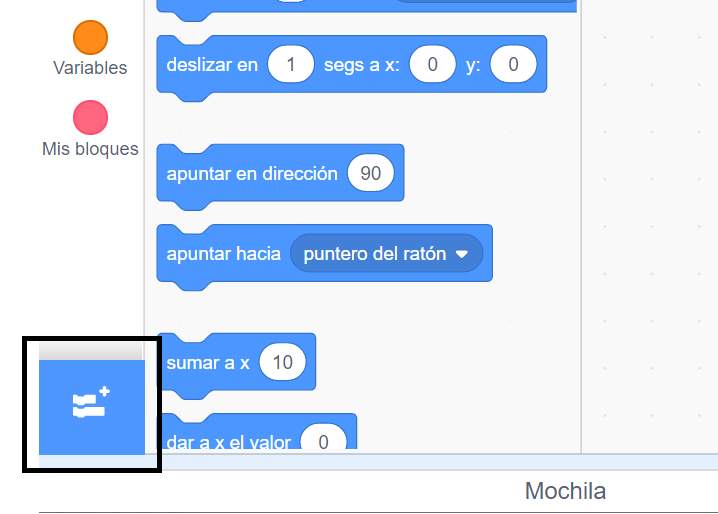 deslizar en 1 segs a x: 0 y: 0
Variables
Mis bloques
apuntar en dirección 90
apuntar hacia puntero del ratón
sumar a x 10
dar a x el valor 0
Mochila